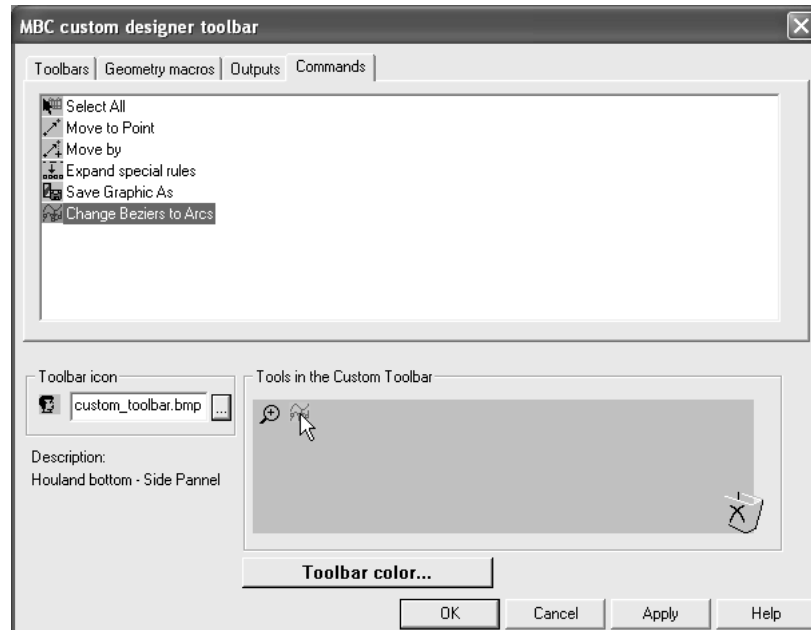 MBC custom designer toolbar
Toolbars Geometry macros Outputs Commands
Select All
Move to Point
Move by
Expand special rules
Save Graphic As
Change Beziers to Arcs
Toolbar icon
custom_toolbar.bmp ...
Description:
Houland bottom - Side Pannel
Tools in the Custom Toolbar
Toolbar color...
OK Cancel Apply Help